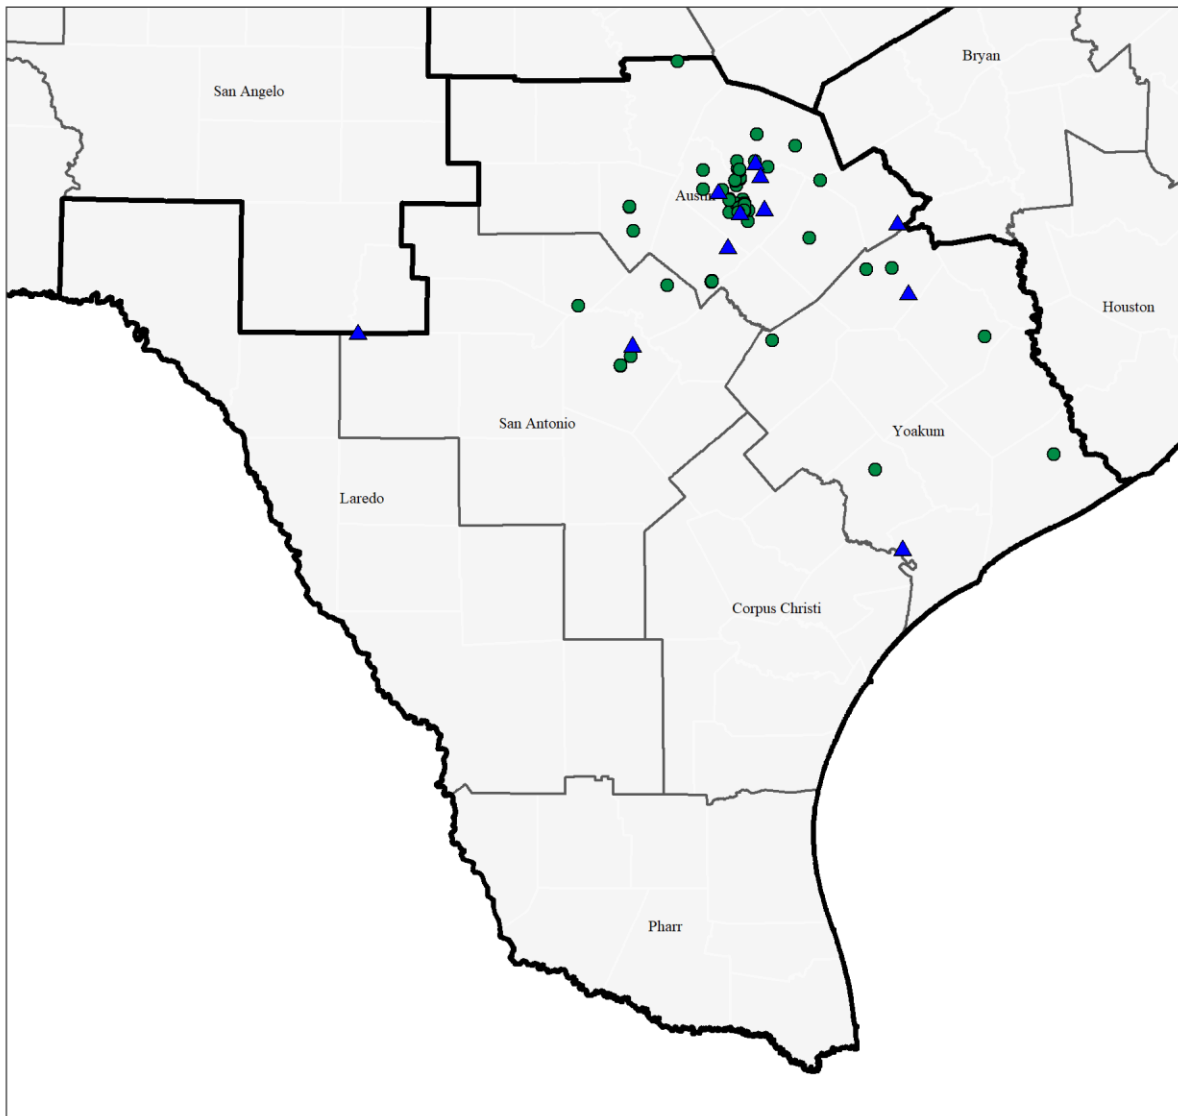 Bryan
San Angelo
Austin
Houston
San Antonio
Yoakum
Laredo
Corpus Christi
Pharr